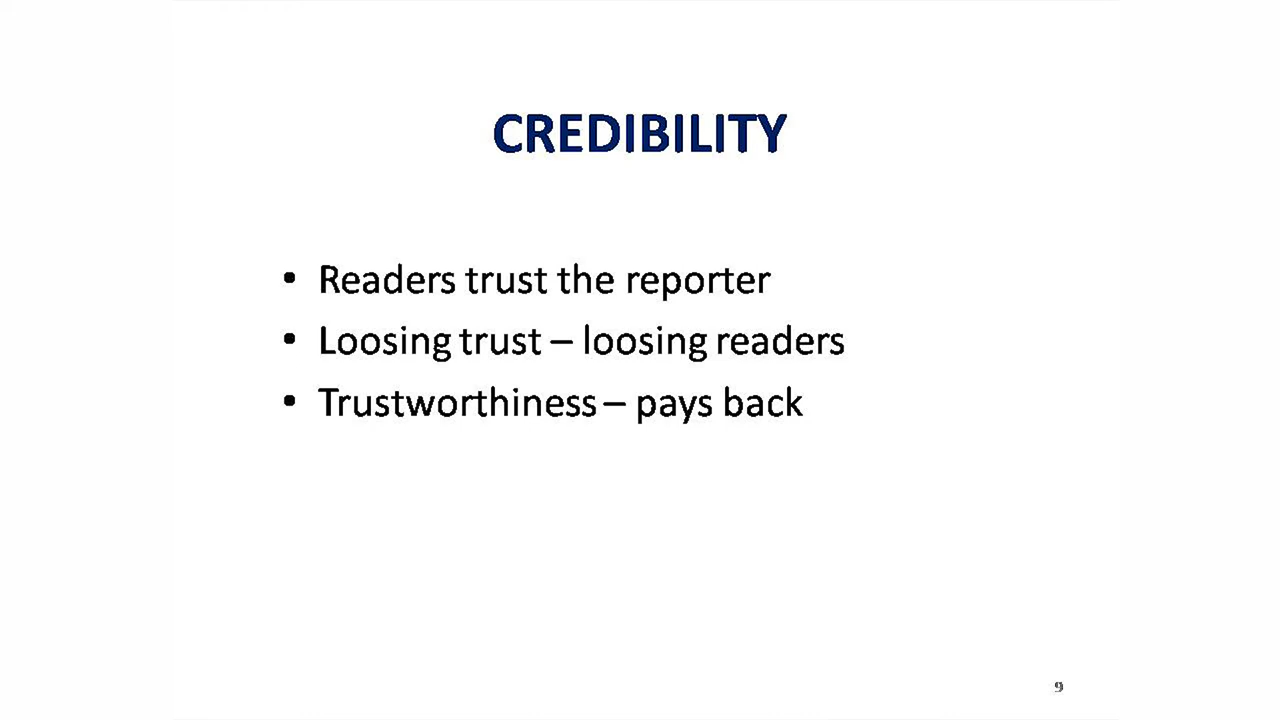 CREDIBILITY
• Readers trust the reporter
• Loosing trust – loosing readers
• Trustworthiness – pays back
9